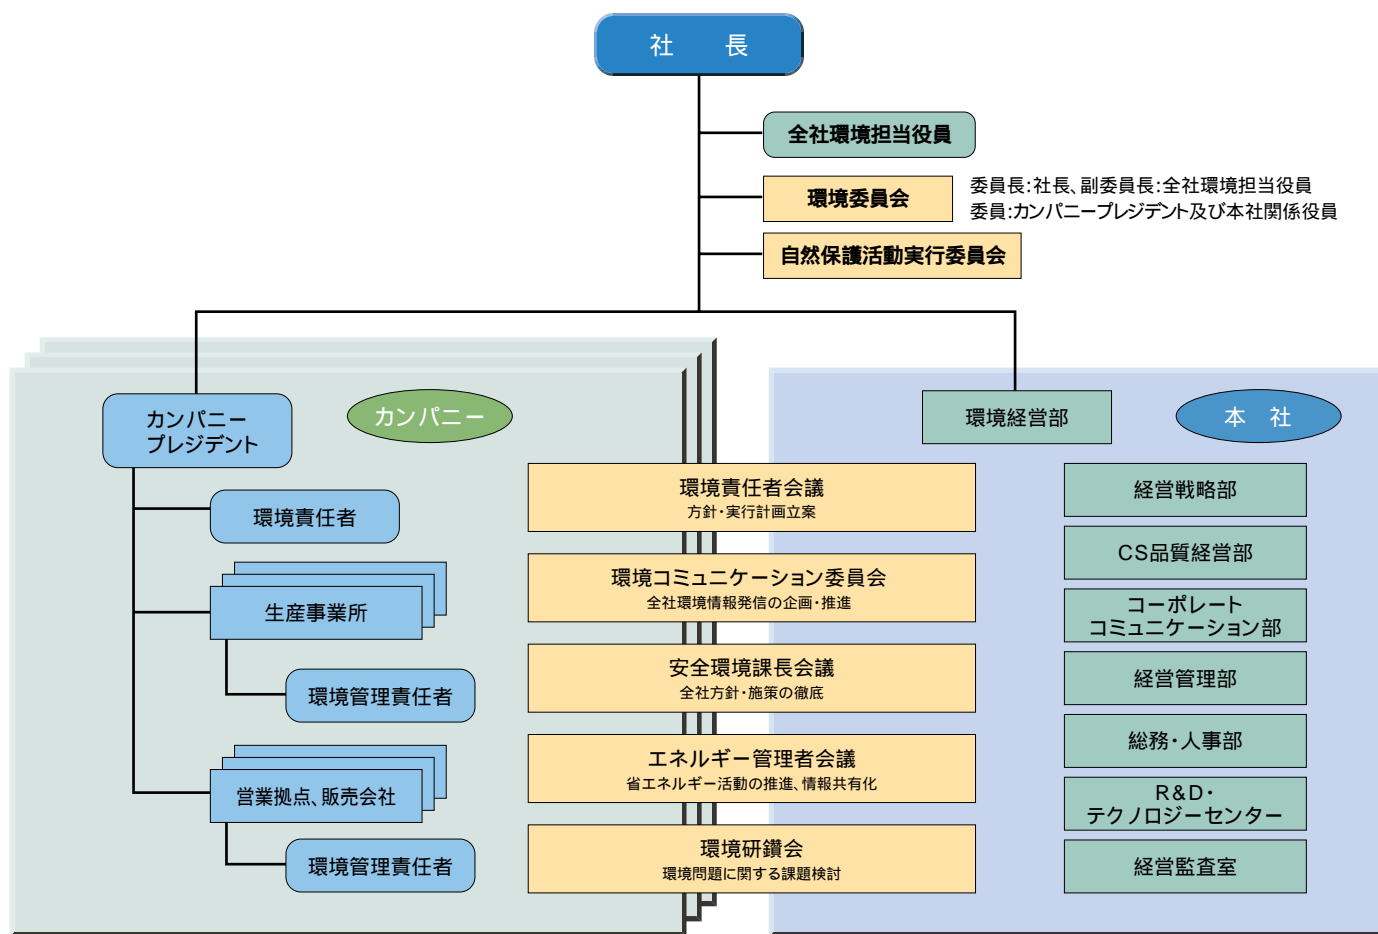 社　長
全社環境担当役員
環境委員会
委員長:社長、副委員長:全社環境担当役員
委員:カンパニープレジデント及び本社関係役員
自然保護活動実行委員会
カンパニー
プレジデント
カンパニー
環境責任者
生産事業所
環境管理責任者
営業拠点、販売会社
環境管理責任者
環境責任者会議
方針・実行計画立案
環境コミュニケーション委員会
全社環境情報発信の企画・推進
安全環境課長会議
全社方針・施策の徹底
エネルギー管理者会議
省エネルギー活動の推進、情報共有化
環境研鑽会
環境問題に関する課題検討
環境経営部
本　社
経営戦略部
CS品質経営部
コーポレート
コミュニケーション部
経営管理部
総務・人事部
R&D・
テクノロジーセンター
経営監査室